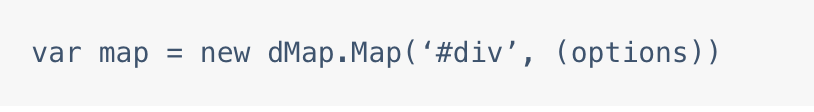 var map = new dMap.Map(‘#div’, (options))